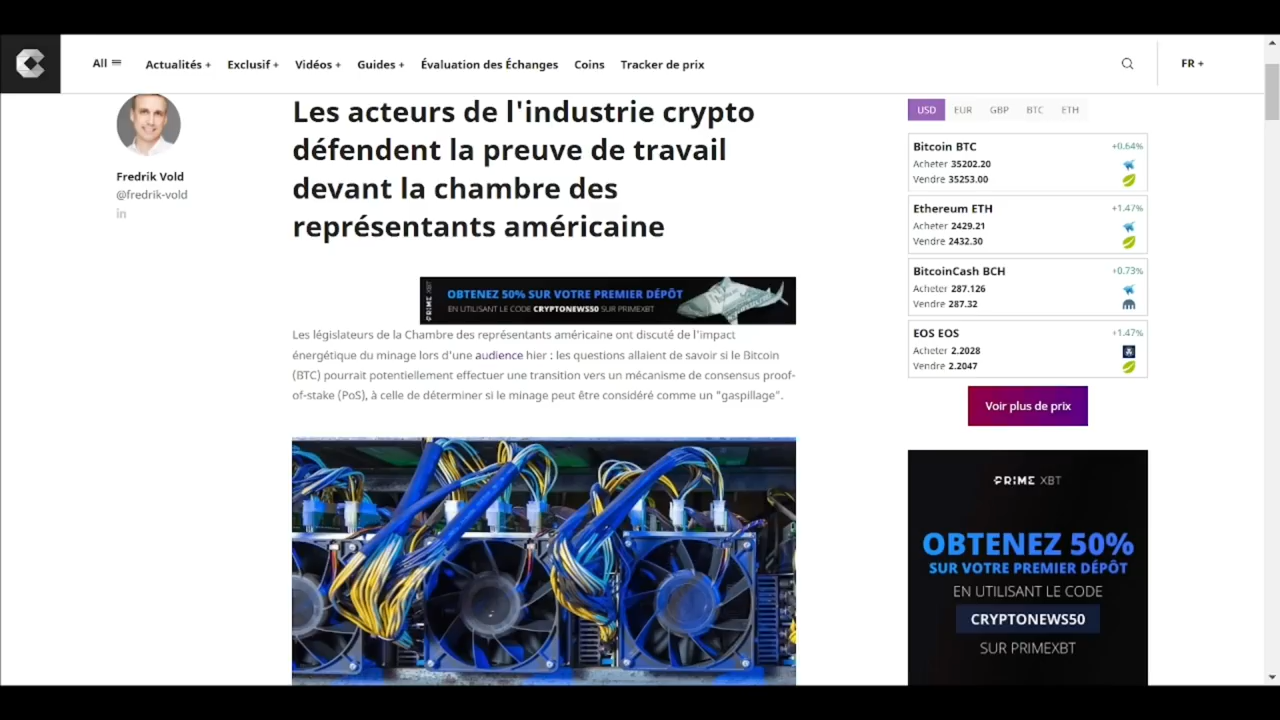 All
Actualités +
Exclusif +
Vidéos +
Guides +
Évaluation des Échanges
Coins
Tracker de prix
FR +
Fredrik Vold
@fredrik-vold
in
Les acteurs de l'industrie crypto
défendent la preuve de travail
devant la chambre des
représentants américaine
PRIME XBT
OBTENEZ 50% SUR VOTRE PREMIER DÉPÔT
EN UTILISANT LE CODE CRYPTONEWS50 SUR PRIMEXBT
Les législateurs de la Chambre des représentants américaine ont discuté de l'impact
énergétique du minage lors d'une audience hier : les questions allaient de savoir si le Bitcoin
(BTC) pourrait potentiellement effectuer une transition vers un mécanisme de consensus proof-
of-stake (PoS), à celle de déterminer si le minage peut être considéré comme un "gaspillage".
USD EUR GBP BTC ETH
Bitcoin BTC +0.64%
Acheter 35202.20
Vendre 35253.00
Ethereum ETH +1.47%
Acheter 2429.21
Vendre 2432.30
BitcoinCash BCH +0.73%
Acheter 287.126
Vendre 287.32
EOS EOS +1.47%
Acheter 2.2028
Vendre 2.2047
Voir plus de prix
PRIME XBT
OBTENEZ 50%
SUR VOTRE PREMIER DÉPÔT
EN UTILISANT LE CODE
CRYPTONEWS50
SUR PRIMEXBT